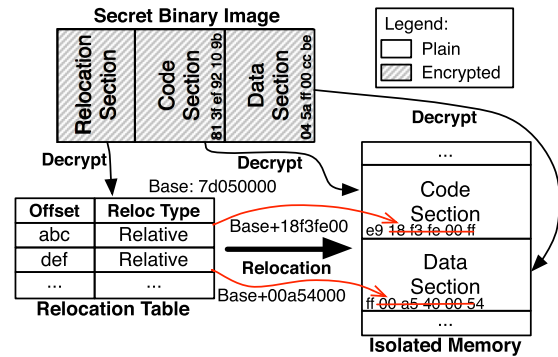 Secret Binary Image
Legend:
Plain
Encrypted
Relocation
Section
Code
Section
81 3f ef 92 10 9b
Data
Section
04 5a ff 00 cc be
Decrypt
Decrypt
Decrypt
Base: 7d050000
Offset Reloc Type
abc Relative
def Relative
... ...
Relocation Table
Base+18f3fe00
Relocation
Base+00a54000
...
Code
Section
e9 18 f3 fe 00 ff
Data
Section
ff 00 a5 40 00 54
...
Isolated Memory